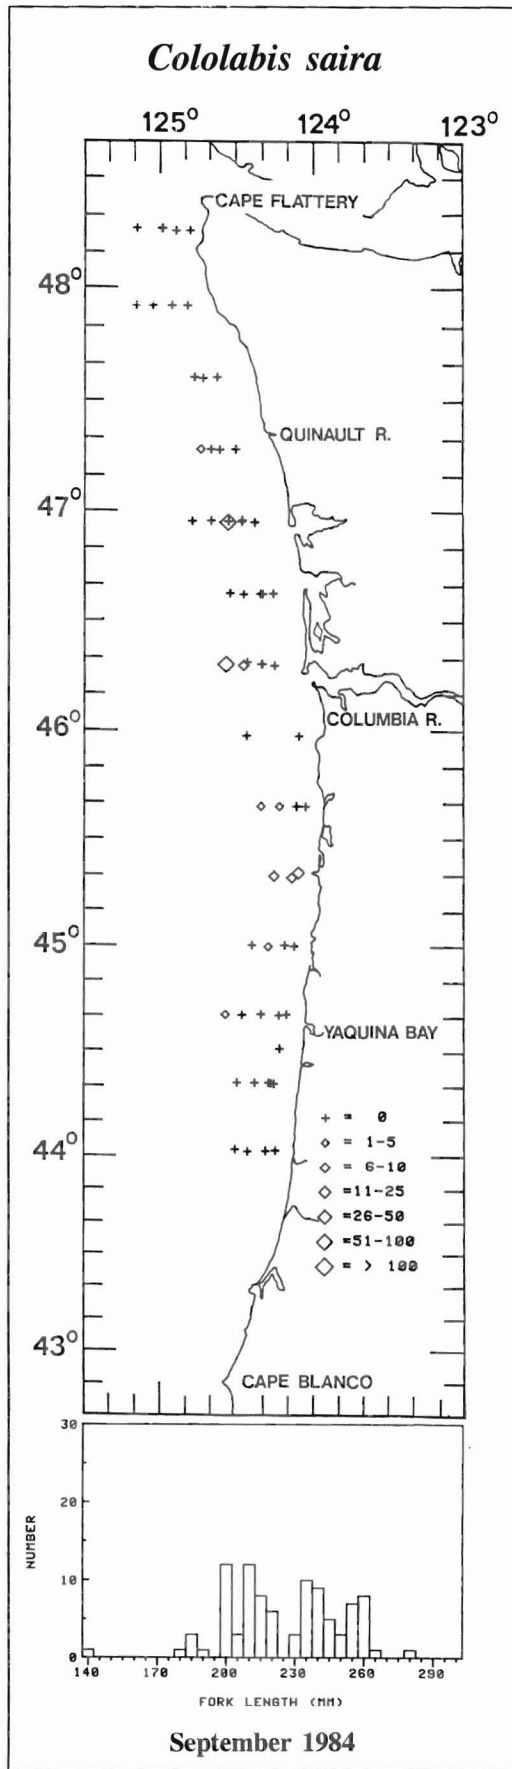 Cololabis saira
125° 124° 123°
CAPE FLATTERY
48°
QUINAULT R.
47°
COLUMBIA R.
46°
45°
YAQUINA BAY
+ = 0
◇ = 1-5
◇ = 6-10
◇ =11-25
◇ =26-50
◇ =51-100
◇ = > 100
44°
43°
CAPE BLANCO
30
20
10
0
NUMBER
140 170 200 230 260 290
FORK LENGTH (MM)
September 1984